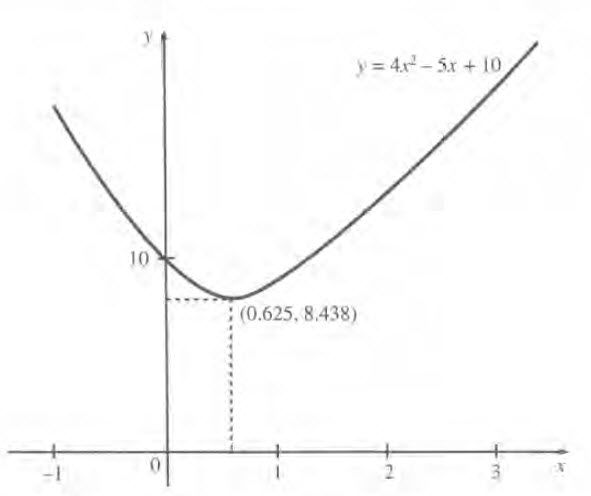 y
y = 4x² – 5x + 10
10
(0.625, 8.438)
–1
0
1
2
3
x